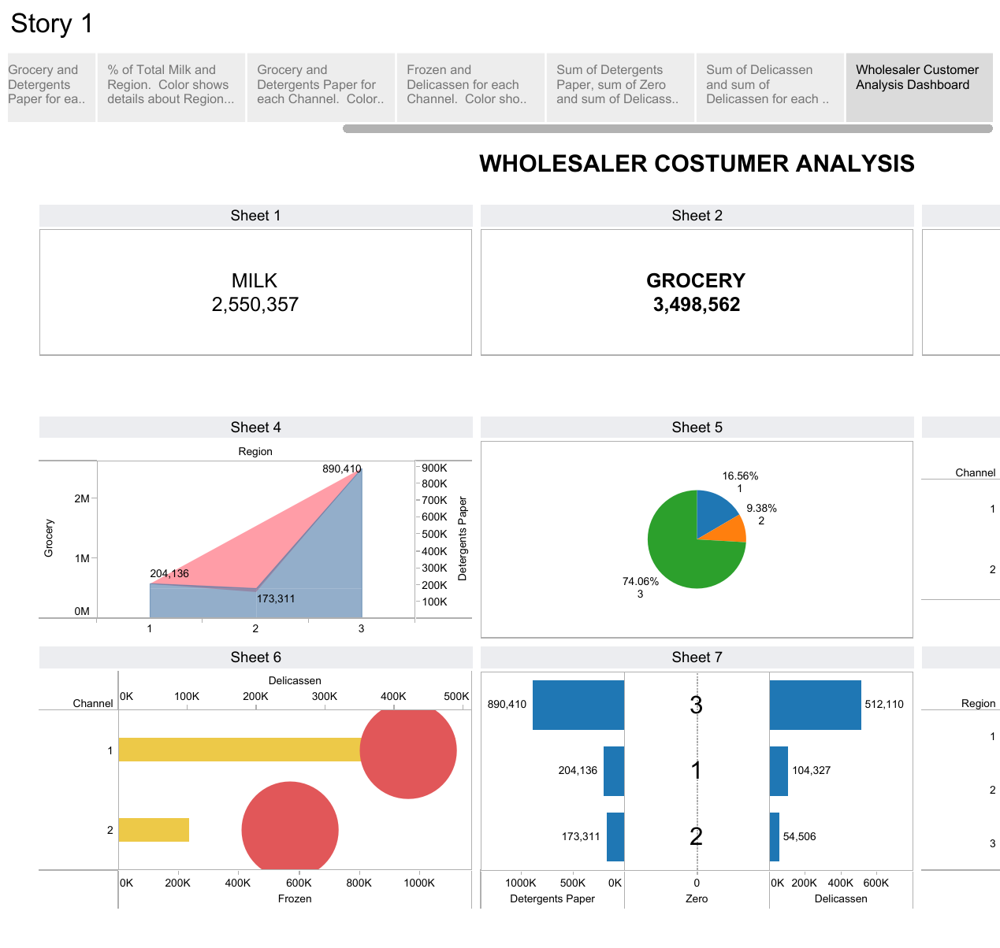 Story 1
Grocery and
Detergents
Paper for ea..
% of Total Milk and
Region.  Color shows
details about Region...
Grocery and
Detergents Paper for
each Channel.  Color..
Frozen and
Delicassen for each
Channel.  Color sho..
Sum of Detergents
Paper, sum of Zero
and sum of Delicass..
Sum of Delicassen
and sum of
Delicassen for each ..
Wholesaler Customer
Analysis Dashboard
WHOLESALER COSTUMER ANALYSIS
Sheet 1
MILK
2,550,357
Sheet 2
GROCERY
3,498,562
Sheet 4
Region
890,410
204,136
173,311
2M
1M
0M
Grocery
900K
800K
700K
600K
500K
400K
300K
200K
100K
Detergents Paper
1 2 3
Sheet 5
16.56%
1
9.38%
2
74.06%
3
Channel
1
2
Sheet 6
Delicassen
Channel
0K 100K 200K 300K 400K 500K
1
2
0K 200K 400K 600K 800K 1000K
Frozen
Sheet 7
890,410 3 512,110
204,136 1 104,327
173,311 2 54,506
1000K 500K 0K 0 0K 200K 400K 600K
Detergents Paper Zero Delicassen
Region
1
2
3